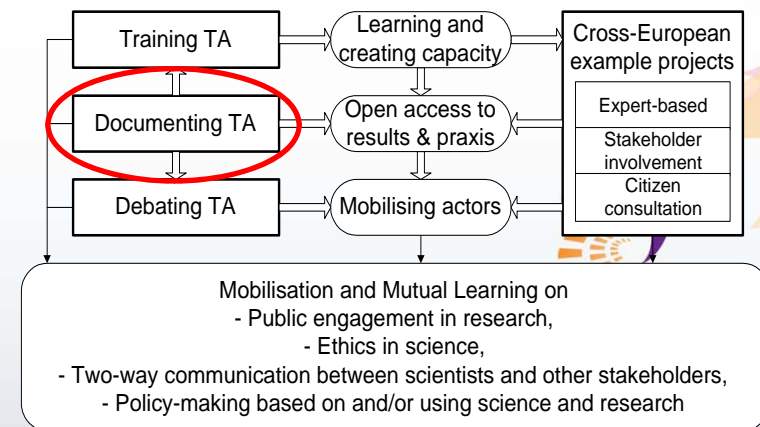 Training TA
Learning and
creating capacity
Cross-European
example projects
Expert-based
Documenting TA
Open access to
results & praxis
Stakeholder
involvement
Citizen
consultation
Debating TA
Mobilising actors
Mobilisation and Mutual Learning on
- Public engagement in research,
- Ethics in science,
- Two-way communication between scientists and other stakeholders,
- Policy-making based on and/or using science and research